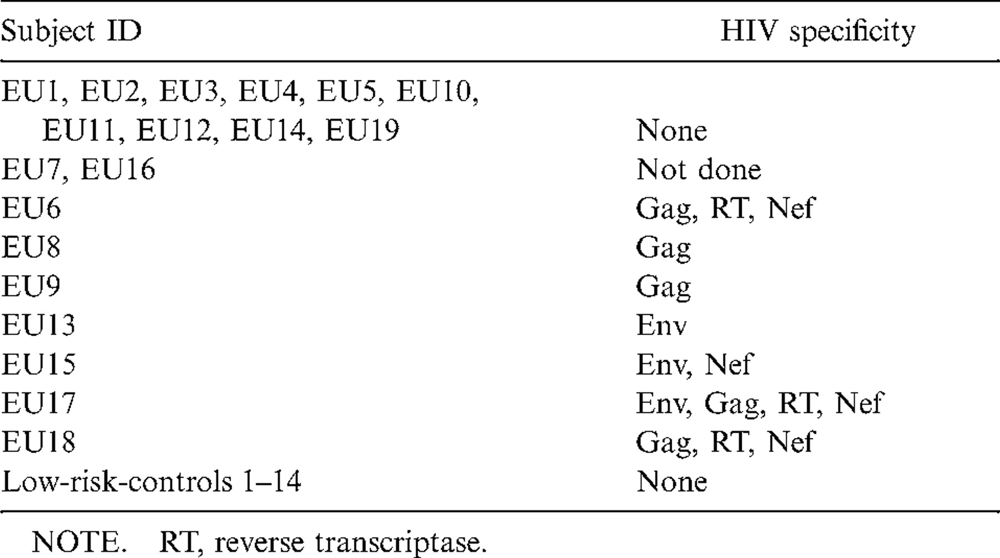 Subject ID HIV specificity
EU1, EU2, EU3, EU4, EU5, EU10,
EU11, EU12, EU14, EU19 None
EU7, EU16 Not done
EU6 Gag, RT, Nef
EU8 Gag
EU9 Gag
EU13 Env
EU15 Env, Nef
EU17 Env, Gag, RT, Nef
EU18 Gag, RT, Nef
Low-risk-controls 1–14 None
NOTE. RT, reverse transcriptase.